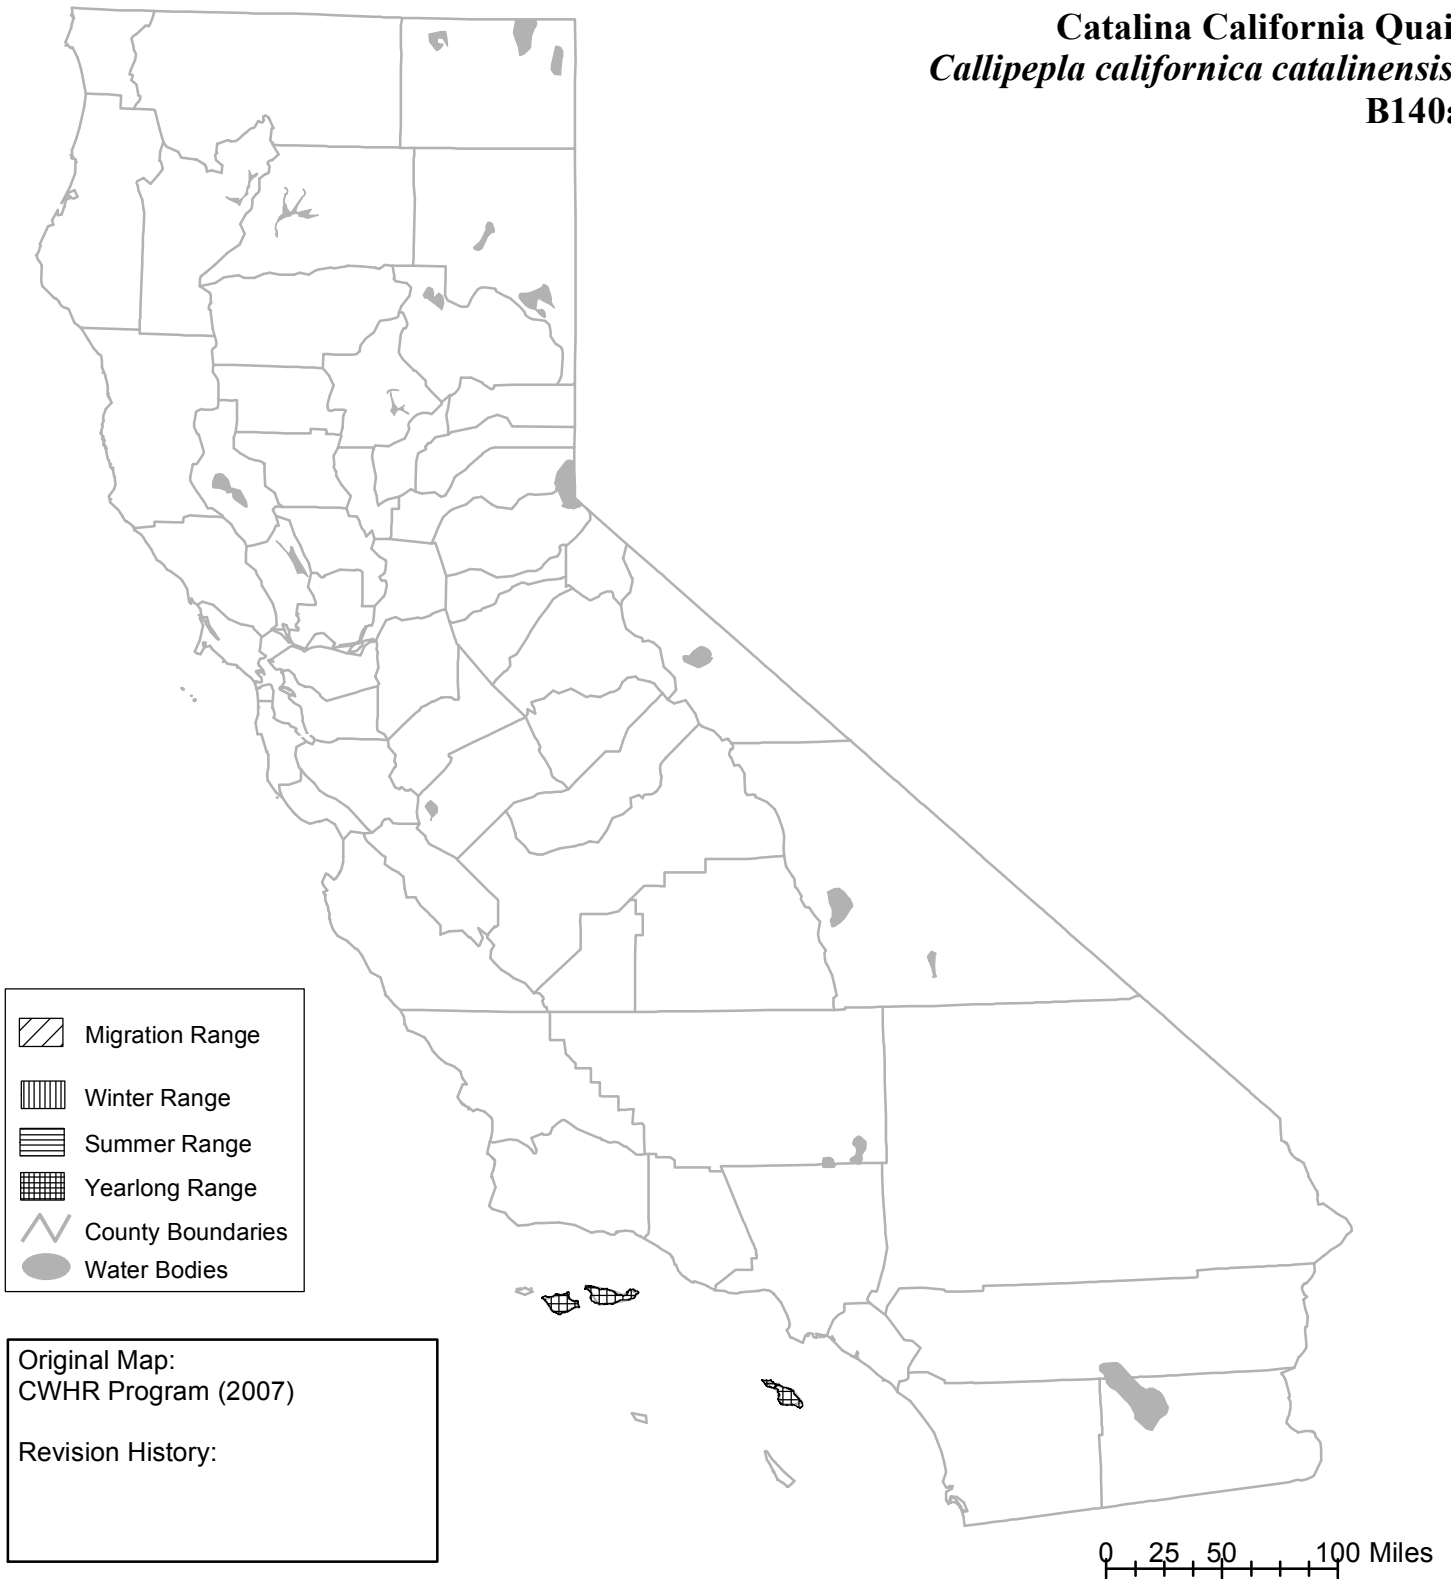 Catalina California Quai
Callipepla californica catalinensis
B140a
Migration Range
Winter Range
Summer Range
Yearlong Range
County Boundaries
Water Bodies
Original Map:
CWHR Program (2007)
Revision History:
0 25 50 100 Miles